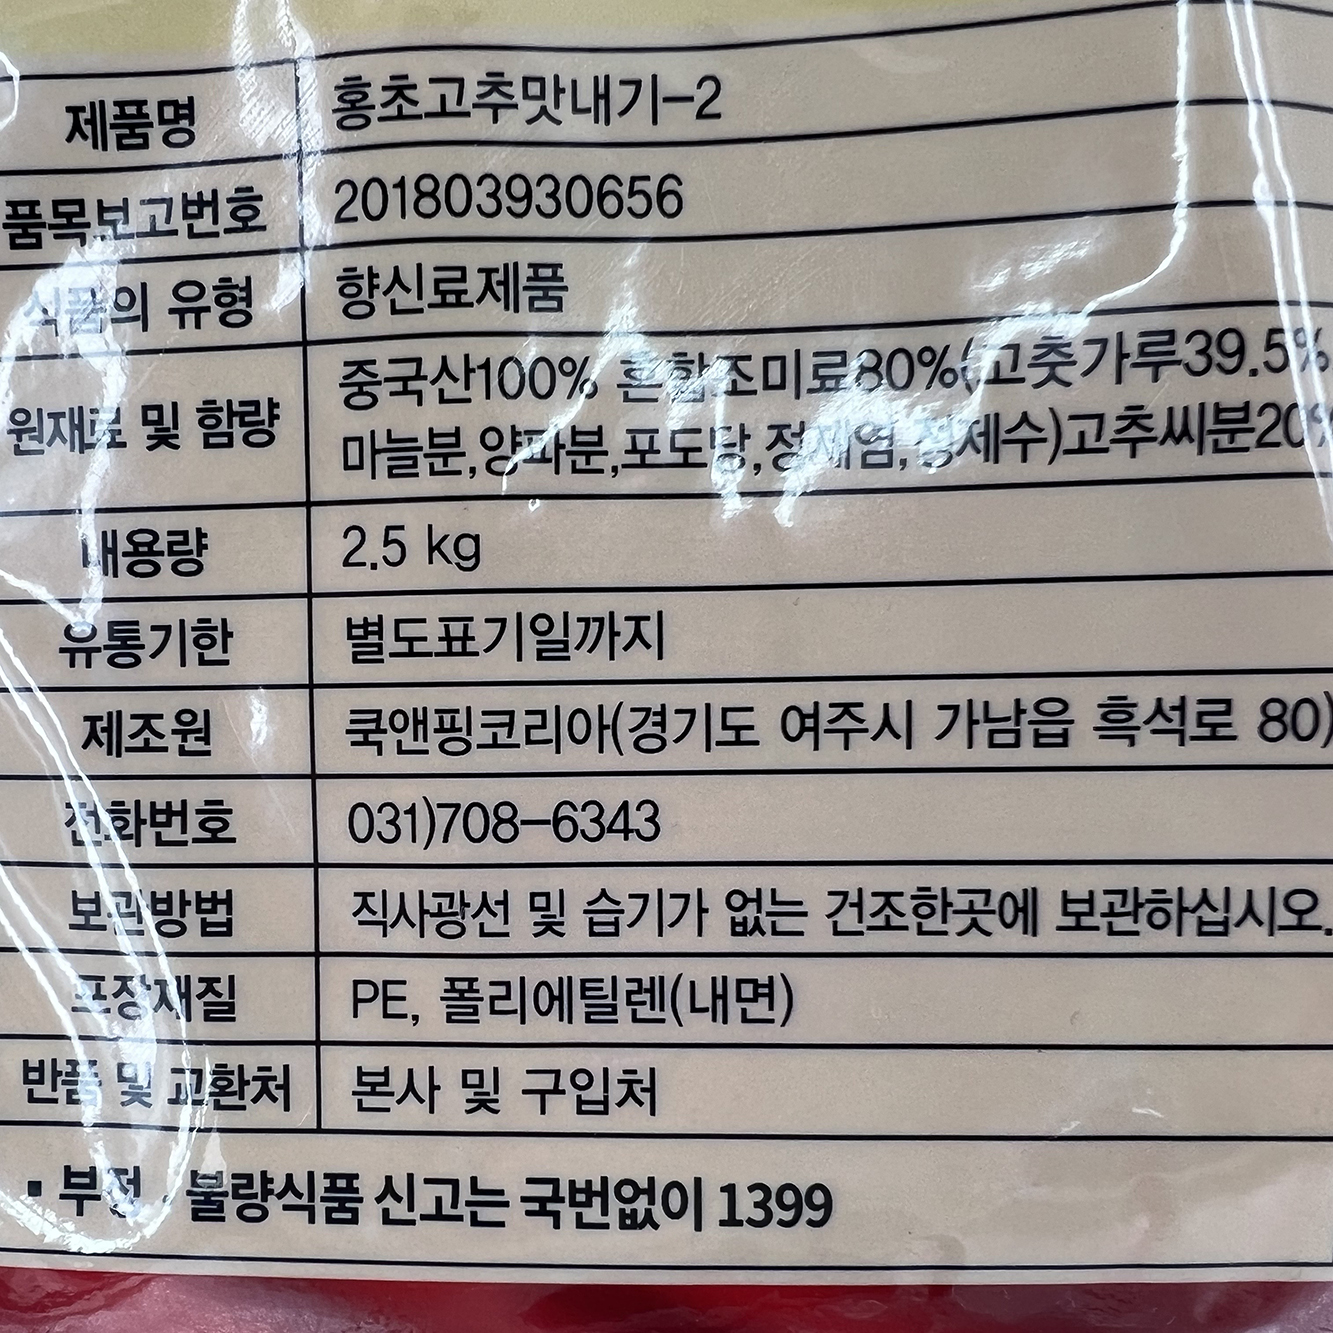 제품명 홍초고추맛내기-2
품목보고번호 201803930656
식품의 유형 향신료제품
원재료 및 함량 중국산100% 혼합조미료80%(고춧가루39.5%
마늘분,양파분,포도당,정제염,정제수)고추씨분20%
내용량 2.5 kg
유통기한 별도표기일까지
제조원 쿡앤핑코리아(경기도 여주시 가남읍 흑석로 80)
전화번호 031)708-6343
보관방법 직사광선 및 습기가 없는 건조한곳에 보관하십시오.
포장재질 PE, 폴리에틸렌(내면)
반품 및 교환처 본사 및 구입처
▪ 부정 · 불량식품 신고는 국번없이 1399